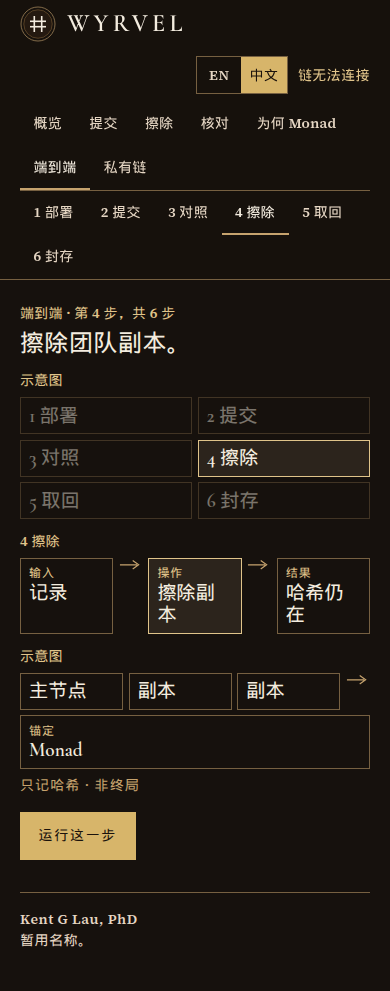 WYRVEL
EN 中文 链无法连接
概览 提交 擦除 核对 为何 Monad
端到端 私有链
1 部署 2 提交 3 对照 4 擦除 5 取回
6 封存
端到端 · 第 4 步，共 6 步
擦除团队副本。
示意图
1 部署 2 提交
3 对照 4 擦除
5 取回 6 封存
4 擦除
输入 → 操作 → 结果
记录 擦除副 哈希仍
本 在
示意图
主节点 副本 副本 →
锚定
Monad
只记哈希 · 非终局
运行这一步
Kent G Lau, PhD
暂用名称。